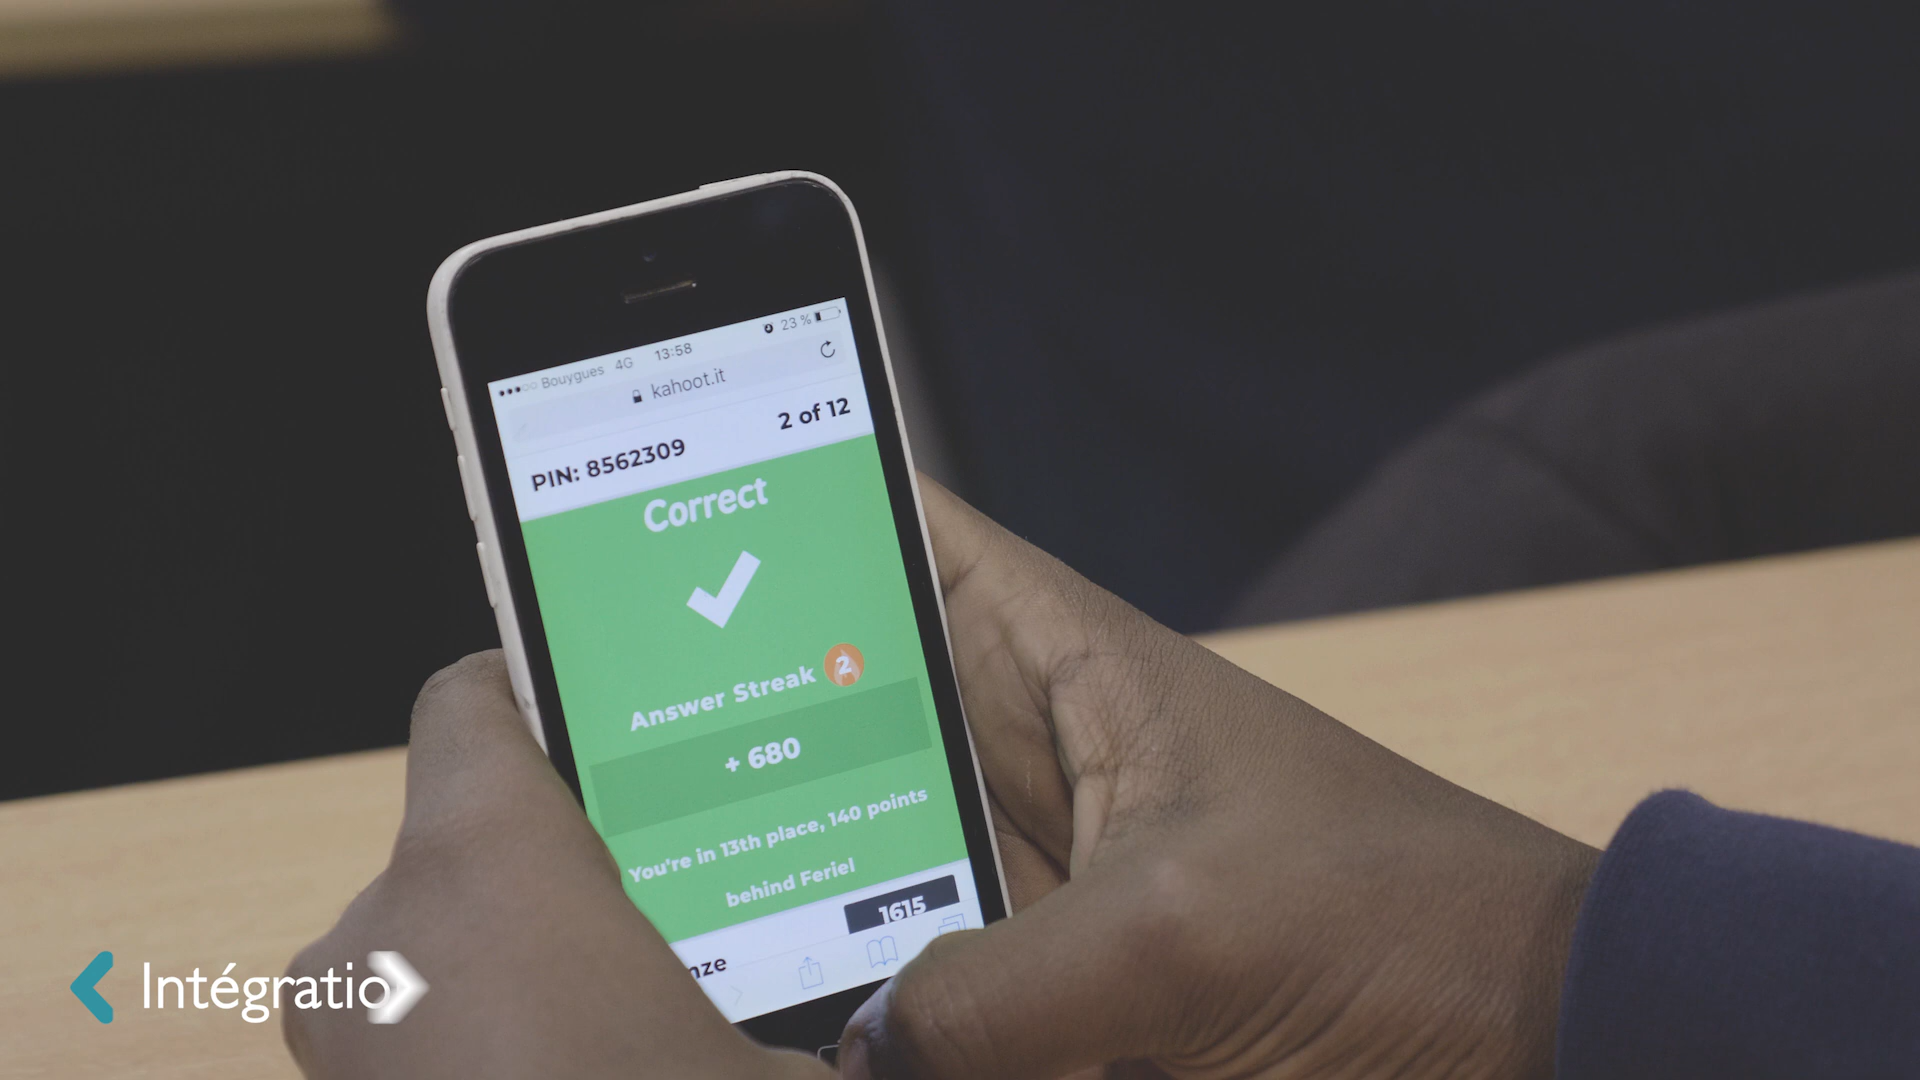 Bouygues 4G 13:58 23 %
kahoot.it
PIN: 8562309 2 of 12
Correct
Answer Streak 2
+ 680
You're in 13th place, 140 points
behind Feriel
1615
Intégratio